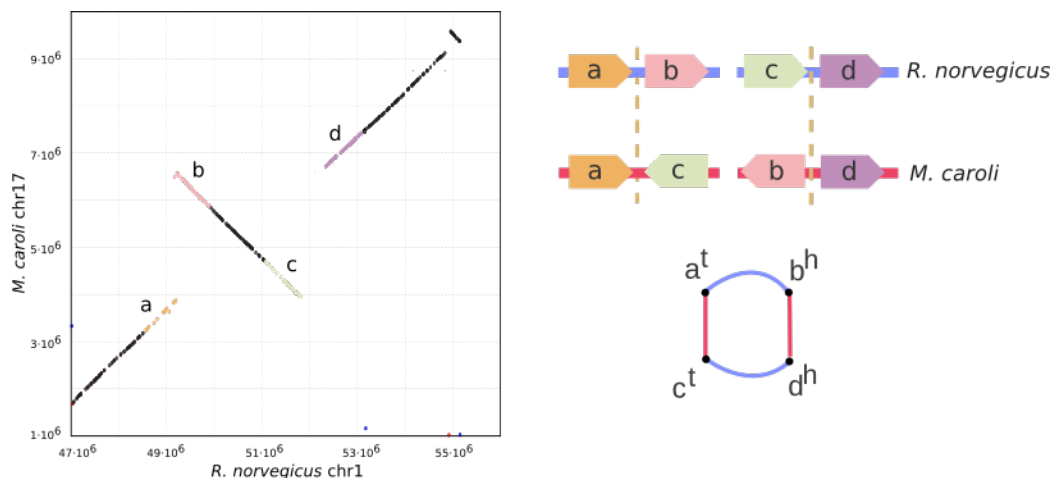 9·10⁶
7·10⁶
5·10⁶
3·10⁶
1·10⁶
M. caroli chr17
a
b
c
d
47·10⁶ 49·10⁶ 51·10⁶ 53·10⁶ 55·10⁶
R. norvegicus chr1
a b c d R. norvegicus
a c b d M. caroli
aᵗ bʰ
cᵗ dʰ